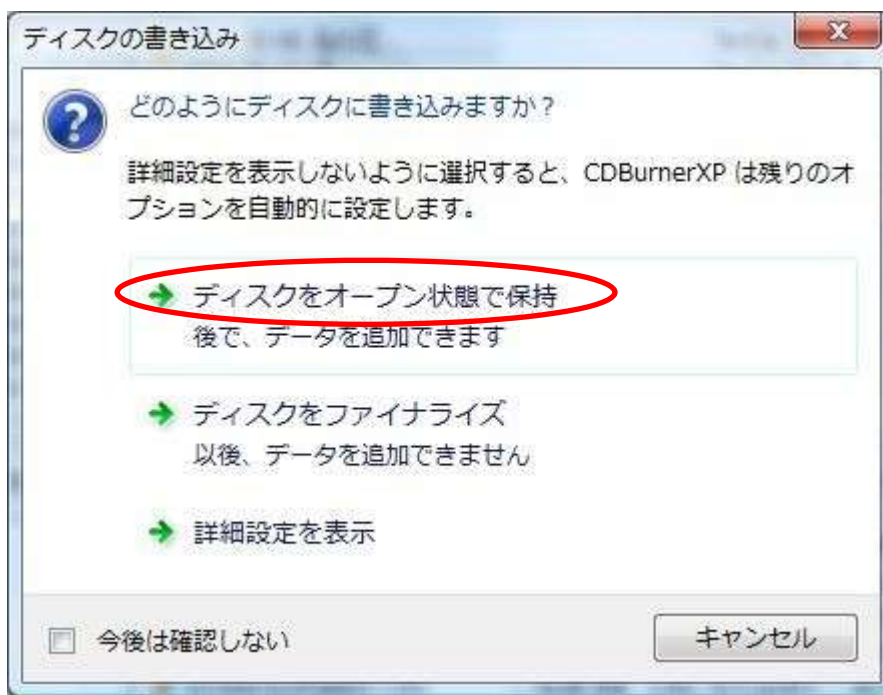 ディスクの書き込み
どのようにディスクに書き込みますか？
詳細設定を表示しないように選択すると、CDBurnerXP は残りのオ
プションを自動的に設定します。
ディスクをオープン状態で保持
後で、データを追加できます
ディスクをファイナライズ
以後、データを追加できません
詳細設定を表示
今後は確認しない
キャンセル